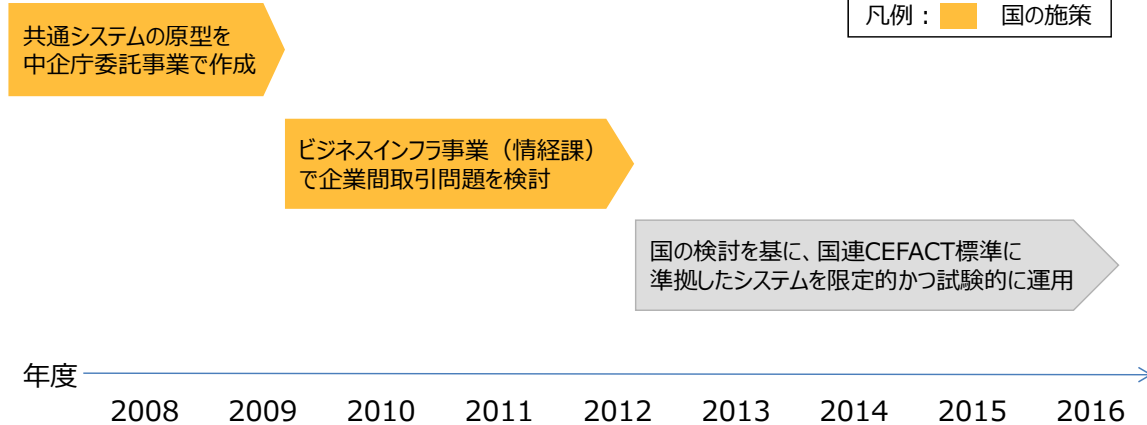 凡例： 国の施策
共通システムの原型を
中企庁委託事業で作成
ビジネスインフラ事業（情経課）
で企業間取引問題を検討
国の検討を基に、国連CEFACT標準に
準拠したシステムを限定的かつ試験的に運用
年度
2008 2009 2010 2011 2012 2013 2014 2015 2016